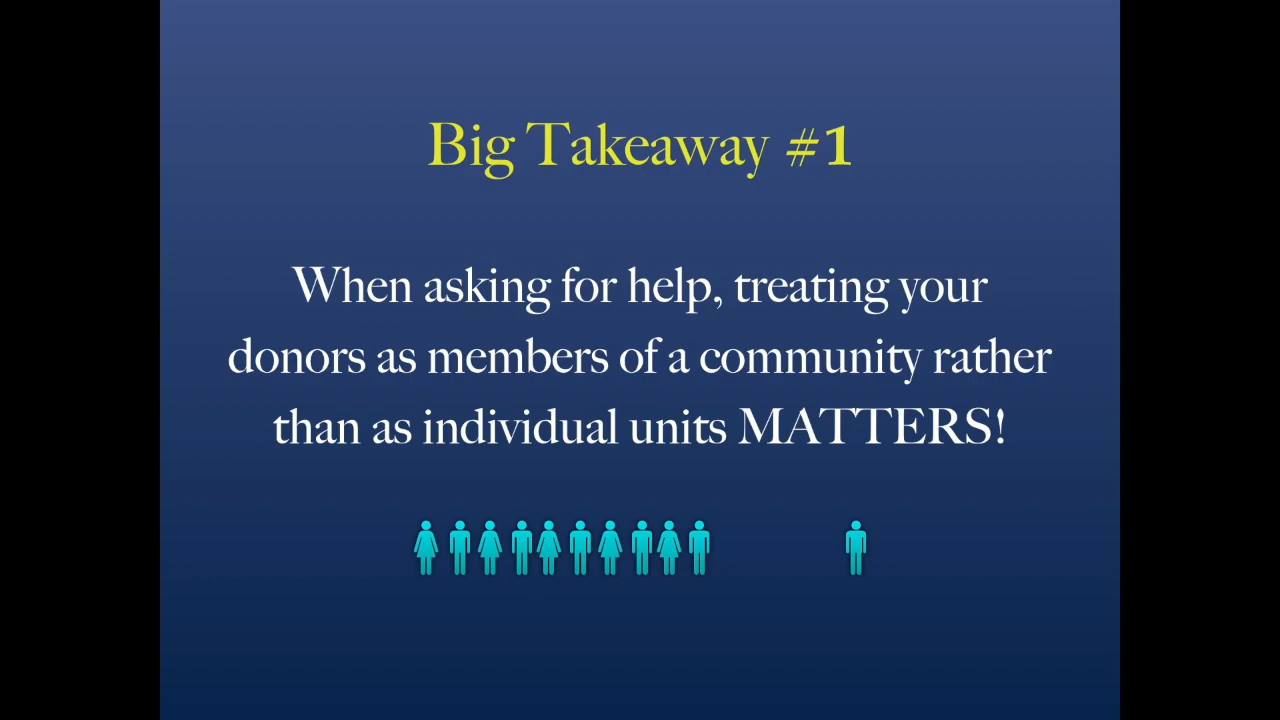 Big Takeaway #1
When asking for help, treating your
donors as members of a community rather
than as individual units MATTERS!